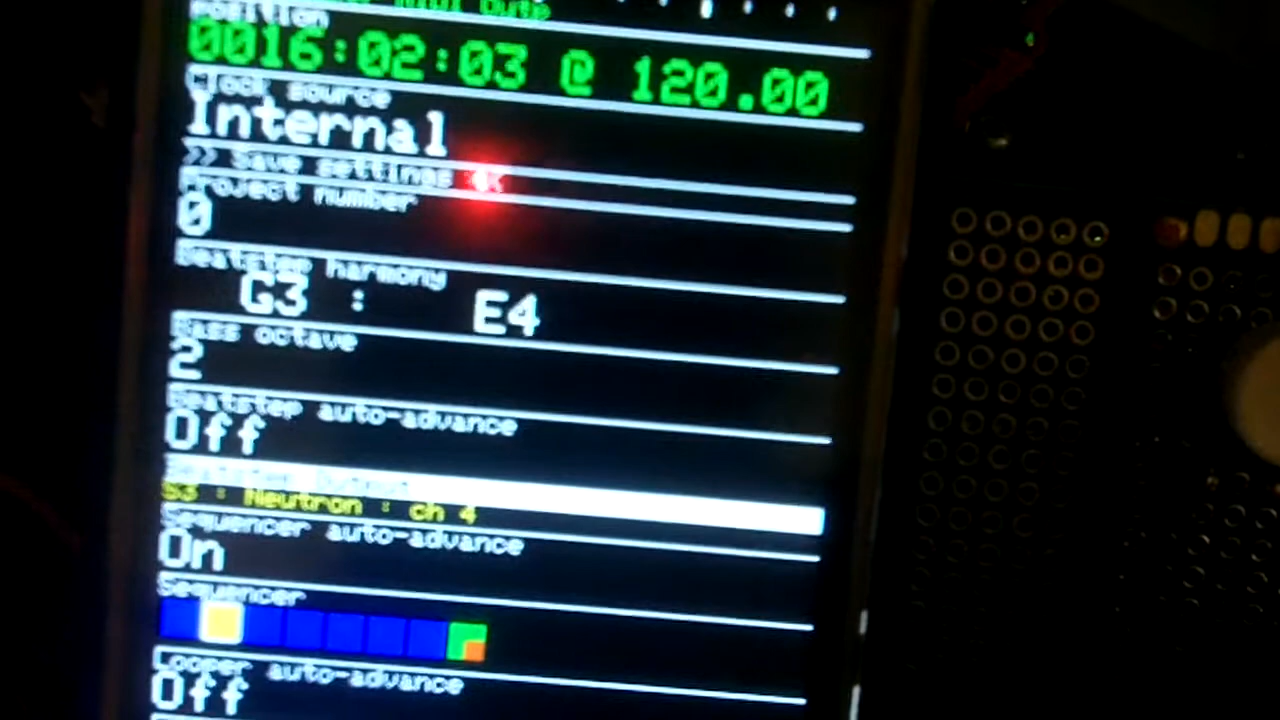 Position
0016:02:03 @ 120.00
Clock source
Internal
>> Save settings <<
Project number
0
Beatstep harmony
G3 : E4
Bass octave
2
Beatstep auto-advance
Off
Beatstep Output
S3 : Neutron : ch 4
Sequencer auto-advance
On
Sequencer
Looper auto-advance
Off